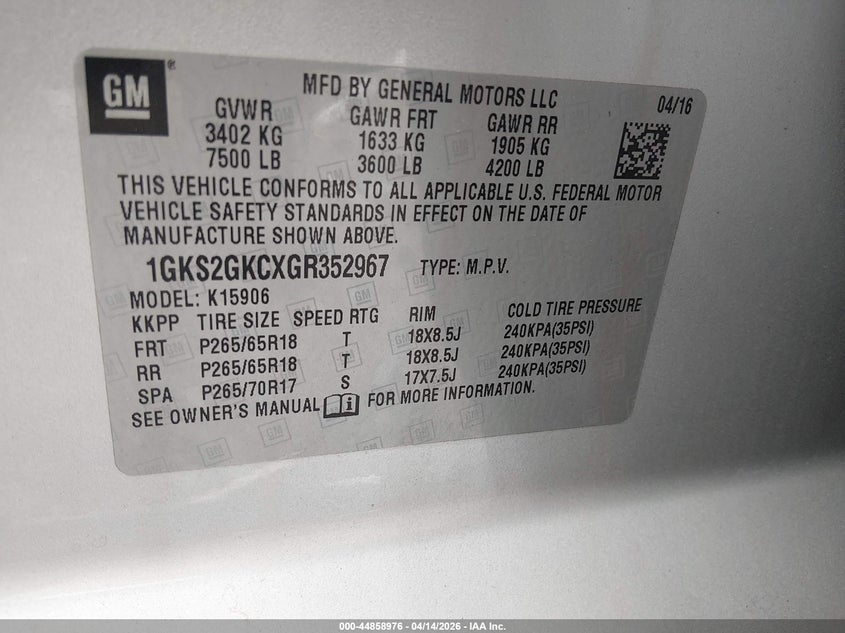 GM ®
MFD BY GENERAL MOTORS LLC 04/16
GVWR GAWR FRT GAWR RR
3402 KG 1633 KG 1905 KG
7500 LB 3600 LB 4200 LB
THIS VEHICLE CONFORMS TO ALL APPLICABLE U.S. FEDERAL MOTOR
VEHICLE SAFETY STANDARDS IN EFFECT ON THE DATE OF
MANUFACTURE SHOWN ABOVE.
1GKS2GKCXGR352967 TYPE: M.P.V.
MODEL: K15906
KKPP TIRE SIZE SPEED RTG RIM COLD TIRE PRESSURE
FRT P265/65R18 T 18X8.5J 240KPA(35PSI)
RR P265/65R18 T 18X8.5J 240KPA(35PSI)
SPA P265/70R17 S 17X7.5J 240KPA(35PSI)
SEE OWNER'S MANUAL i FOR MORE INFORMATION.
000-44858976 - 04/14/2026 - IAA Inc.